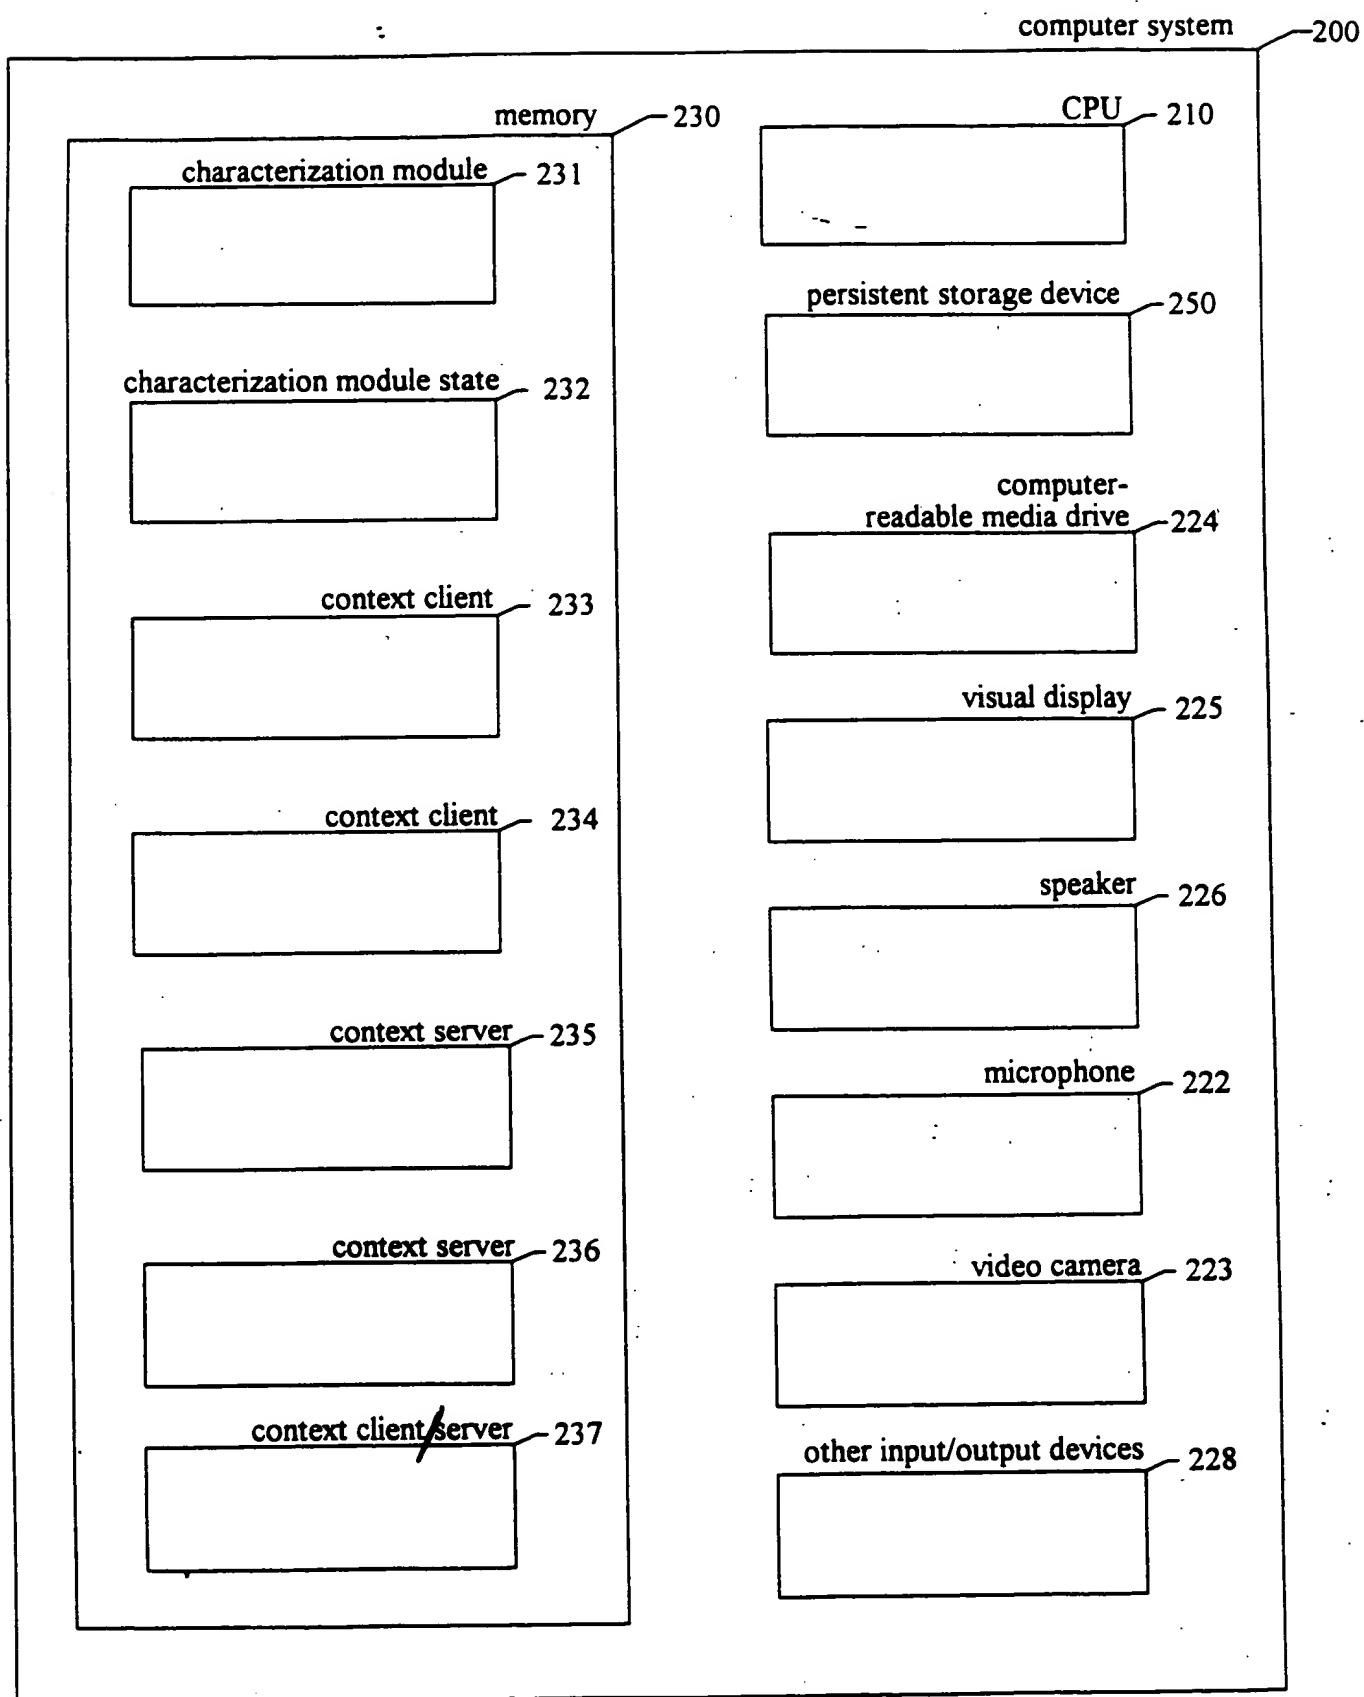 computer system 200
memory 230
characterization module 231
characterization module state 232
context client 233
context client 234
context server 235
context server 236
context client/server 237
CPU 210
persistent storage device 250
computer-
readable media drive 224
visual display 225
speaker 226
microphone 222
video camera 223
other input/output devices 228